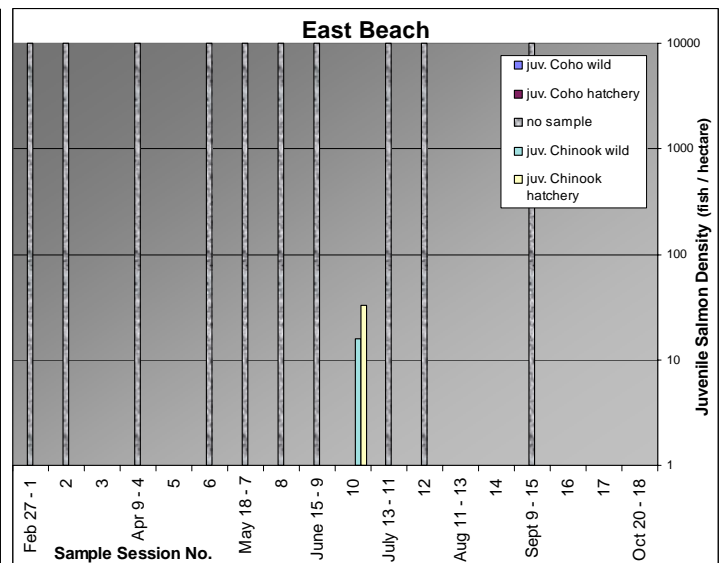 East Beach
juv. Coho wild
juv. Coho hatchery
no sample
juv. Chinook wild
juv. Chinook
hatchery
10000
1000
100
10
1
Juvenile Salmon Density (fish / hectare)
Feb 27 - 1
2
3
Apr 9 - 4
5
6
May 18 - 7
8
June 15 - 9
10
July 13 - 11
12
Aug 11 - 13
14
Sept 9 - 15
16
17
Oct 20 - 18
Sample Session No.